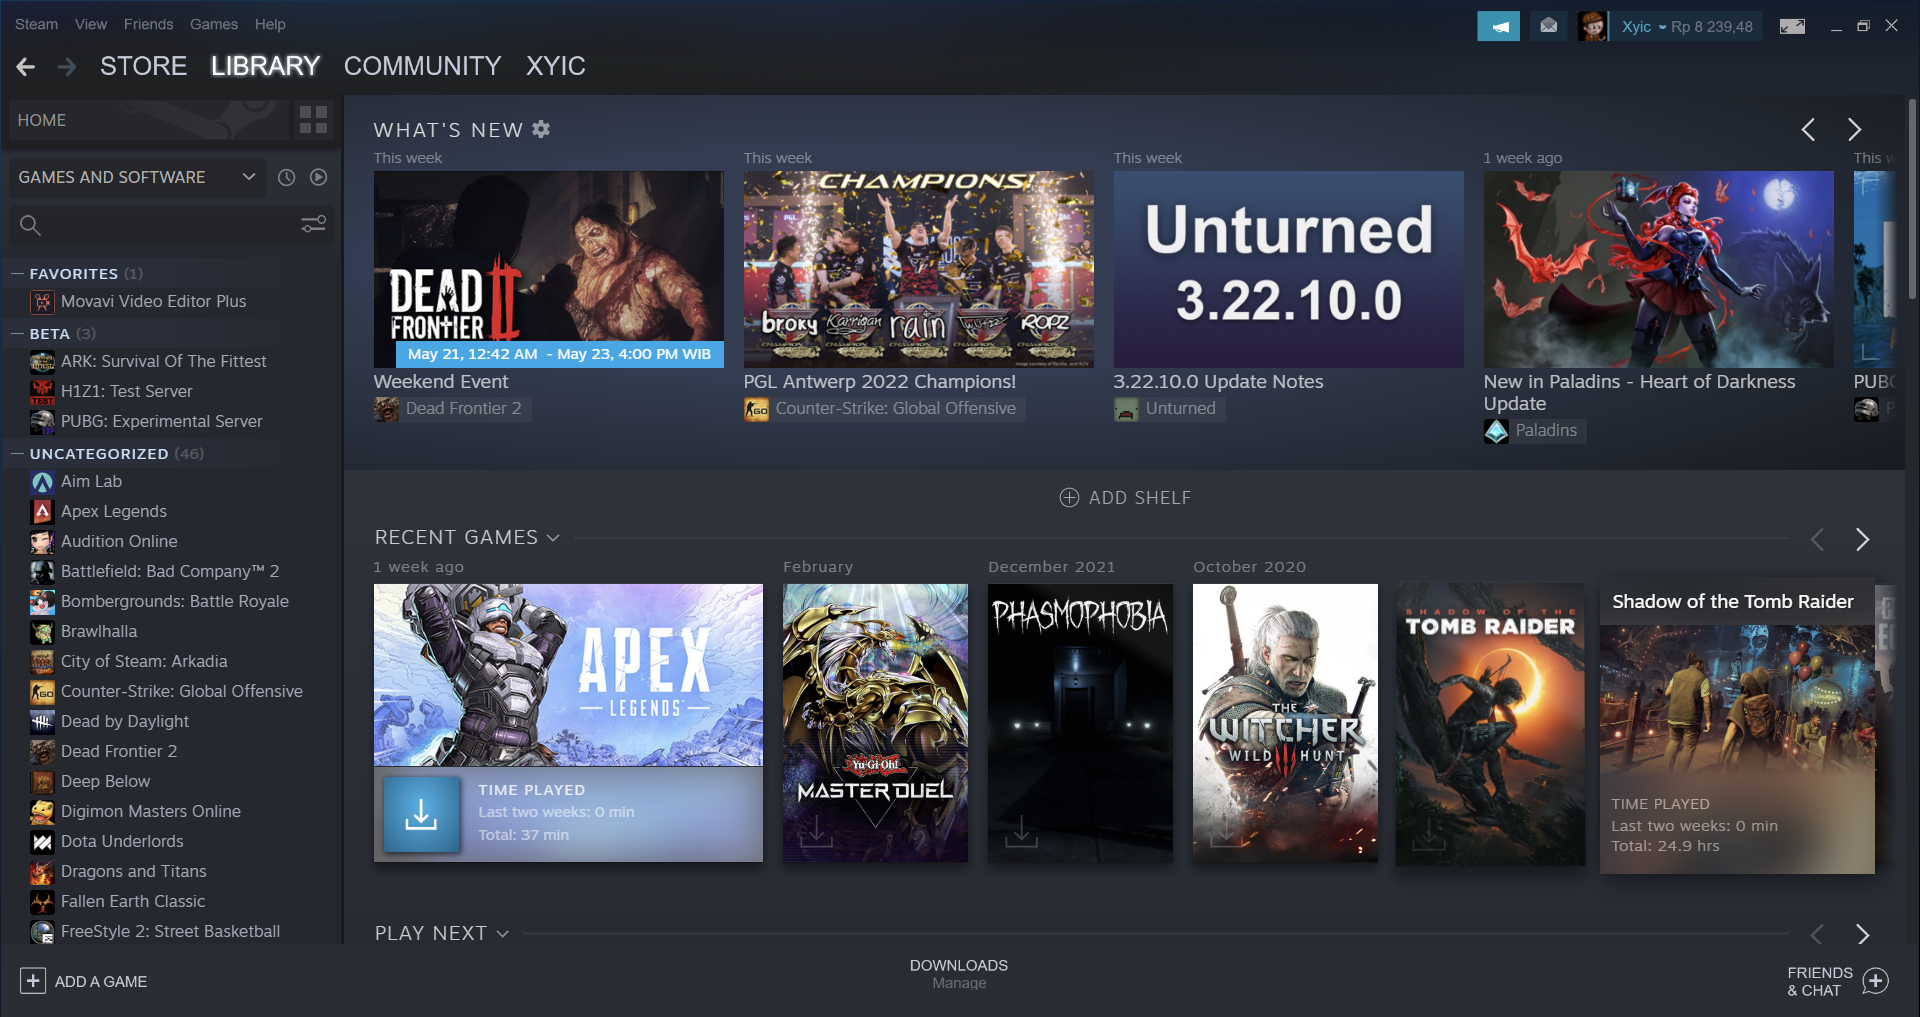 Steam View Friends Games Help
Xyic Rp 8 239,48
STORE LIBRARY COMMUNITY XYIC
HOME
GAMES AND SOFTWARE
FAVORITES (1)
Movavi Video Editor Plus
BETA (3)
ARK: Survival Of The Fittest
H1Z1: Test Server
PUBG: Experimental Server
UNCATEGORIZED (46)
Aim Lab
Apex Legends
Audition Online
Battlefield: Bad Company™ 2
Bombergrounds: Battle Royale
Brawlhalla
City of Steam: Arkadia
Counter-Strike: Global Offensive
Dead by Daylight
Dead Frontier 2
Deep Below
Digimon Masters Online
Dota Underlords
Dragons and Titans
Fallen Earth Classic
FreeStyle 2: Street Basketball
WHAT'S NEW
This week
DEAD
FRONTIER II
May 21, 12:42 AM - May 23, 4:00 PM WIB
Weekend Event
Dead Frontier 2
This week
CHAMPIONS!
broky Karrigan rain Twistzz ROPZ
PGL Antwerp 2022 Champions!
Counter-Strike: Global Offensive
This week
Unturned
3.22.10.0
3.22.10.0 Update Notes
Unturned
1 week ago
New in Paladins - Heart of Darkness
Update
Paladins
This w
PUBG
P
ADD SHELF
RECENT GAMES
1 week ago
APEX
LEGENDS
TIME PLAYED
Last two weeks: 0 min
Total: 37 min
February
Yu-Gi-Oh!
MASTER DUEL
December 2021
PHASMOPHOBIA
October 2020
THE
WITCHER
WILD HUNT
SHADOW OF THE
TOMB RAIDER
Shadow of the Tomb Raider
TIME PLAYED
Last two weeks: 0 min
Total: 24.9 hrs
PLAY NEXT
ADD A GAME
DOWNLOADS
Manage
FRIENDS
& CHAT